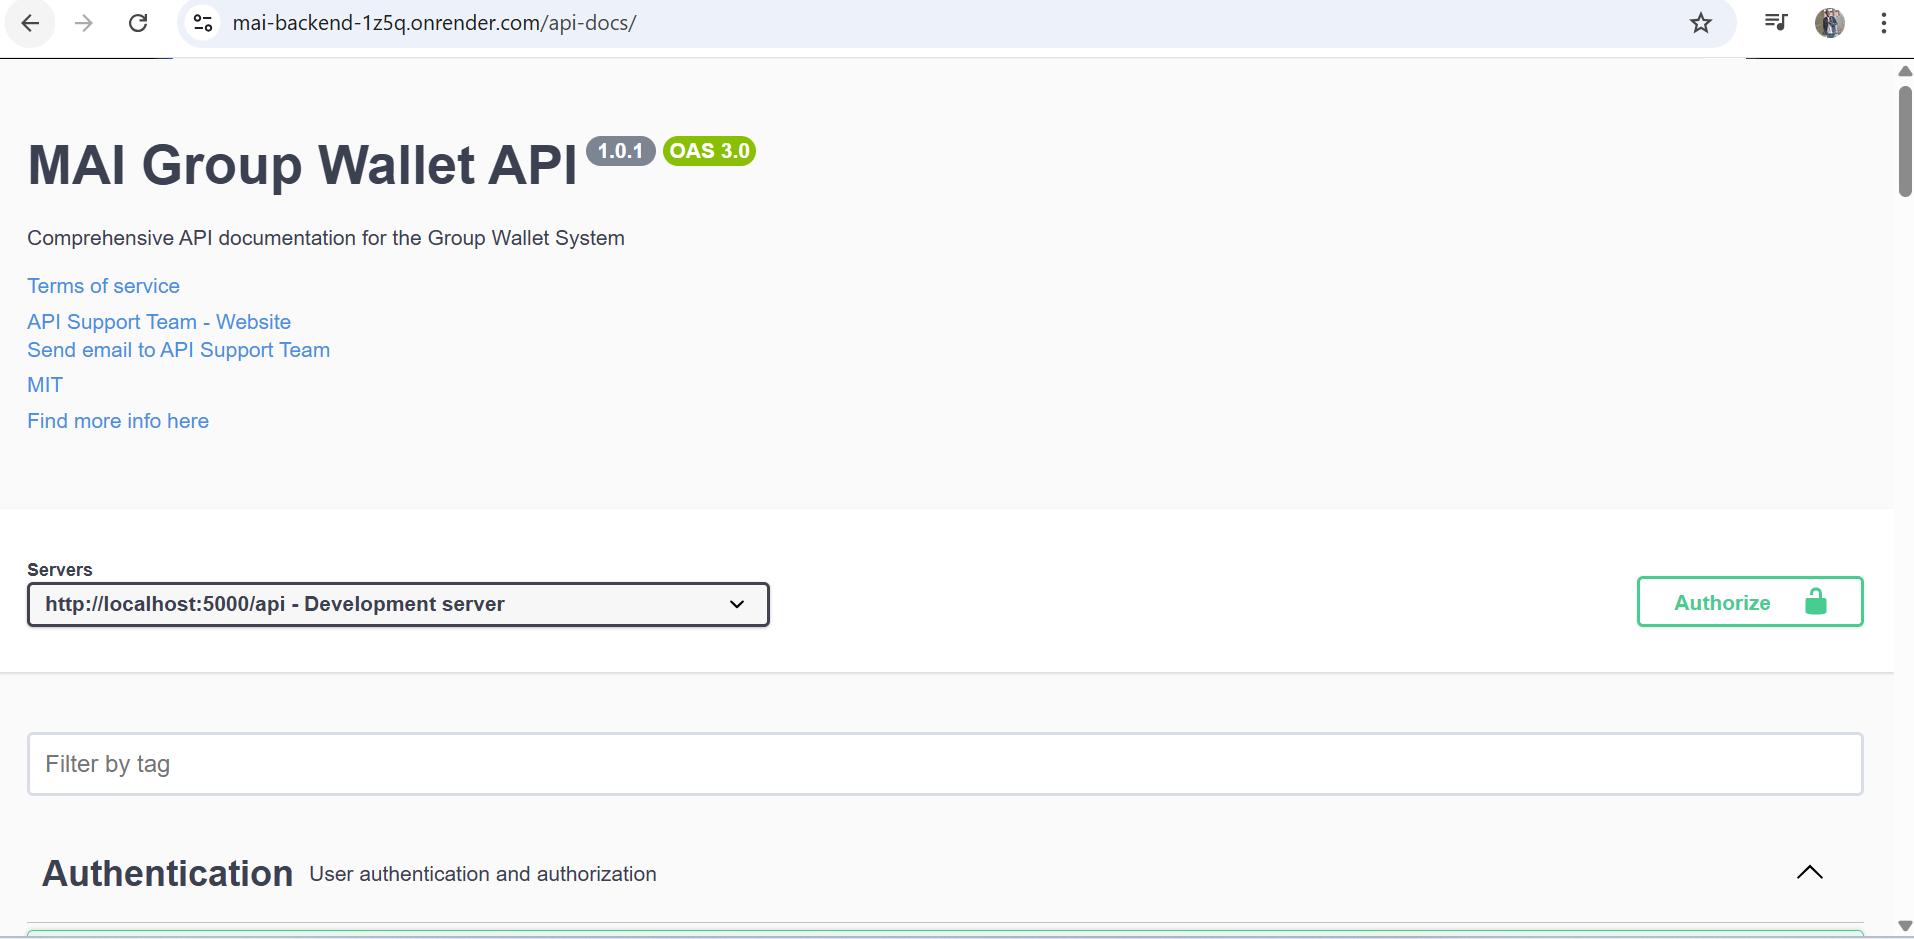 mai-backend-1z5q.onrender.com/api-docs/
MAI Group Wallet API 1.0.1 OAS 3.0
Comprehensive API documentation for the Group Wallet System
Terms of service
API Support Team - Website
Send email to API Support Team
MIT
Find more info here
Servers
http://localhost:5000/api - Development server
Authorize
Filter by tag
Authentication User authentication and authorization